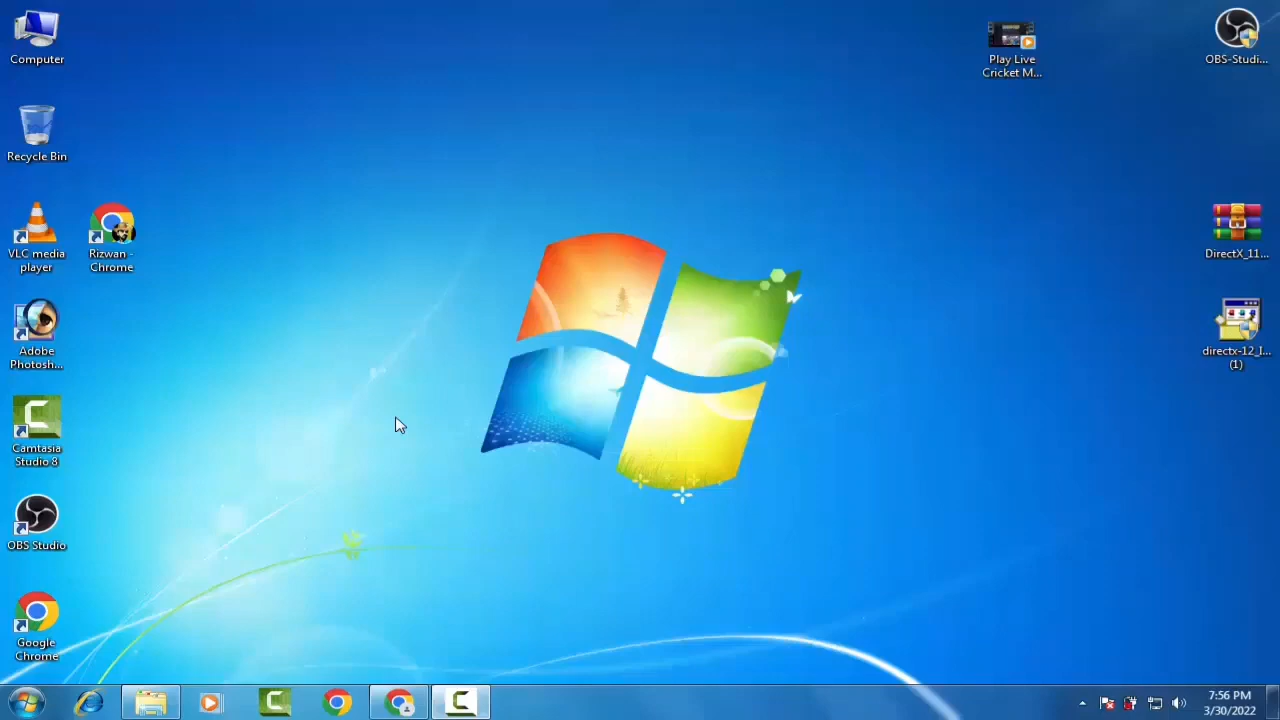 Computer
Recycle Bin
VLC media
player
Rizwan -
Chrome
Adobe
Photosh...
Camtasia
Studio 8
OBS Studio
Google
Chrome
Play Live
Cricket M...
OBS-Studi...
DirectX_11...
directx-12_I...
(1)
7:56 PM
3/30/2022